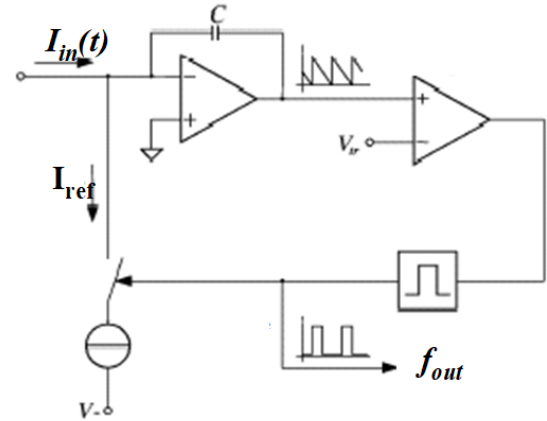 C
I_in(t)
−
+
+
V_tr
−
I_ref
f_out
V-